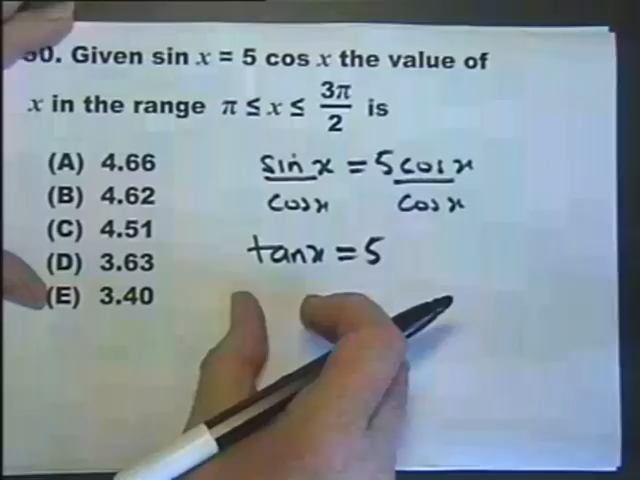 50. Given sin x = 5 cos x the value of
x in the range π ≤ x ≤ 3π/2 is
(A) 4.66
(B) 4.62
(C) 4.51
(D) 3.63
(E) 3.40
sin x = 5 cos x
cos x cos x
tan x = 5